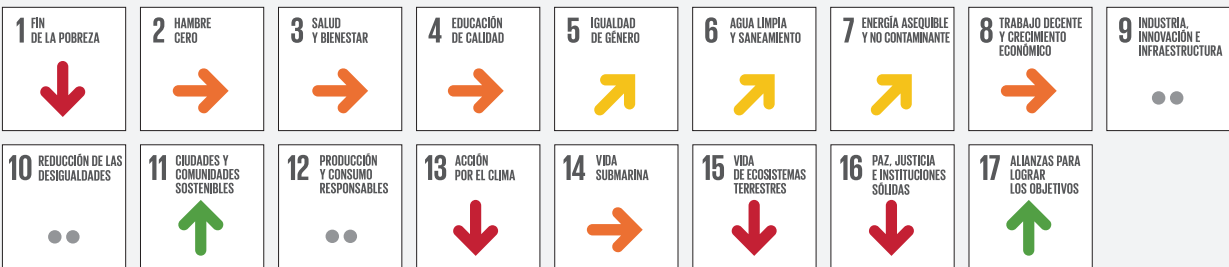 1 FIN
DE LA POBREZA
2 HAMBRE
CERO
3 SALUD
Y BIENESTAR
4 EDUCACIÓN
DE CALIDAD
5 IGUALDAD
DE GÉNERO
6 AGUA LIMPIA
Y SANEAMIENTO
7 ENERGÍA ASEQUIBLE
Y NO CONTAMINANTE
8 TRABAJO DECENTE
Y CRECIMIENTO
ECONÓMICO
9 INDUSTRIA,
INNOVACIÓN E
INFRAESTRUCTURA
10 REDUCCIÓN DE LAS
DESIGUALDADES
11 CIUDADES Y
COMUNIDADES
SOSTENIBLES
12 PRODUCCIÓN
Y CONSUMO
RESPONSABLES
13 ACCIÓN
POR EL CLIMA
14 VIDA
SUBMARINA
15 VIDA
DE ECOSISTEMAS
TERRESTRES
16 PAZ, JUSTICIA
E INSTITUCIONES
SÓLIDAS
17 ALIANZAS PARA
LOGRAR
LOS OBJETIVOS